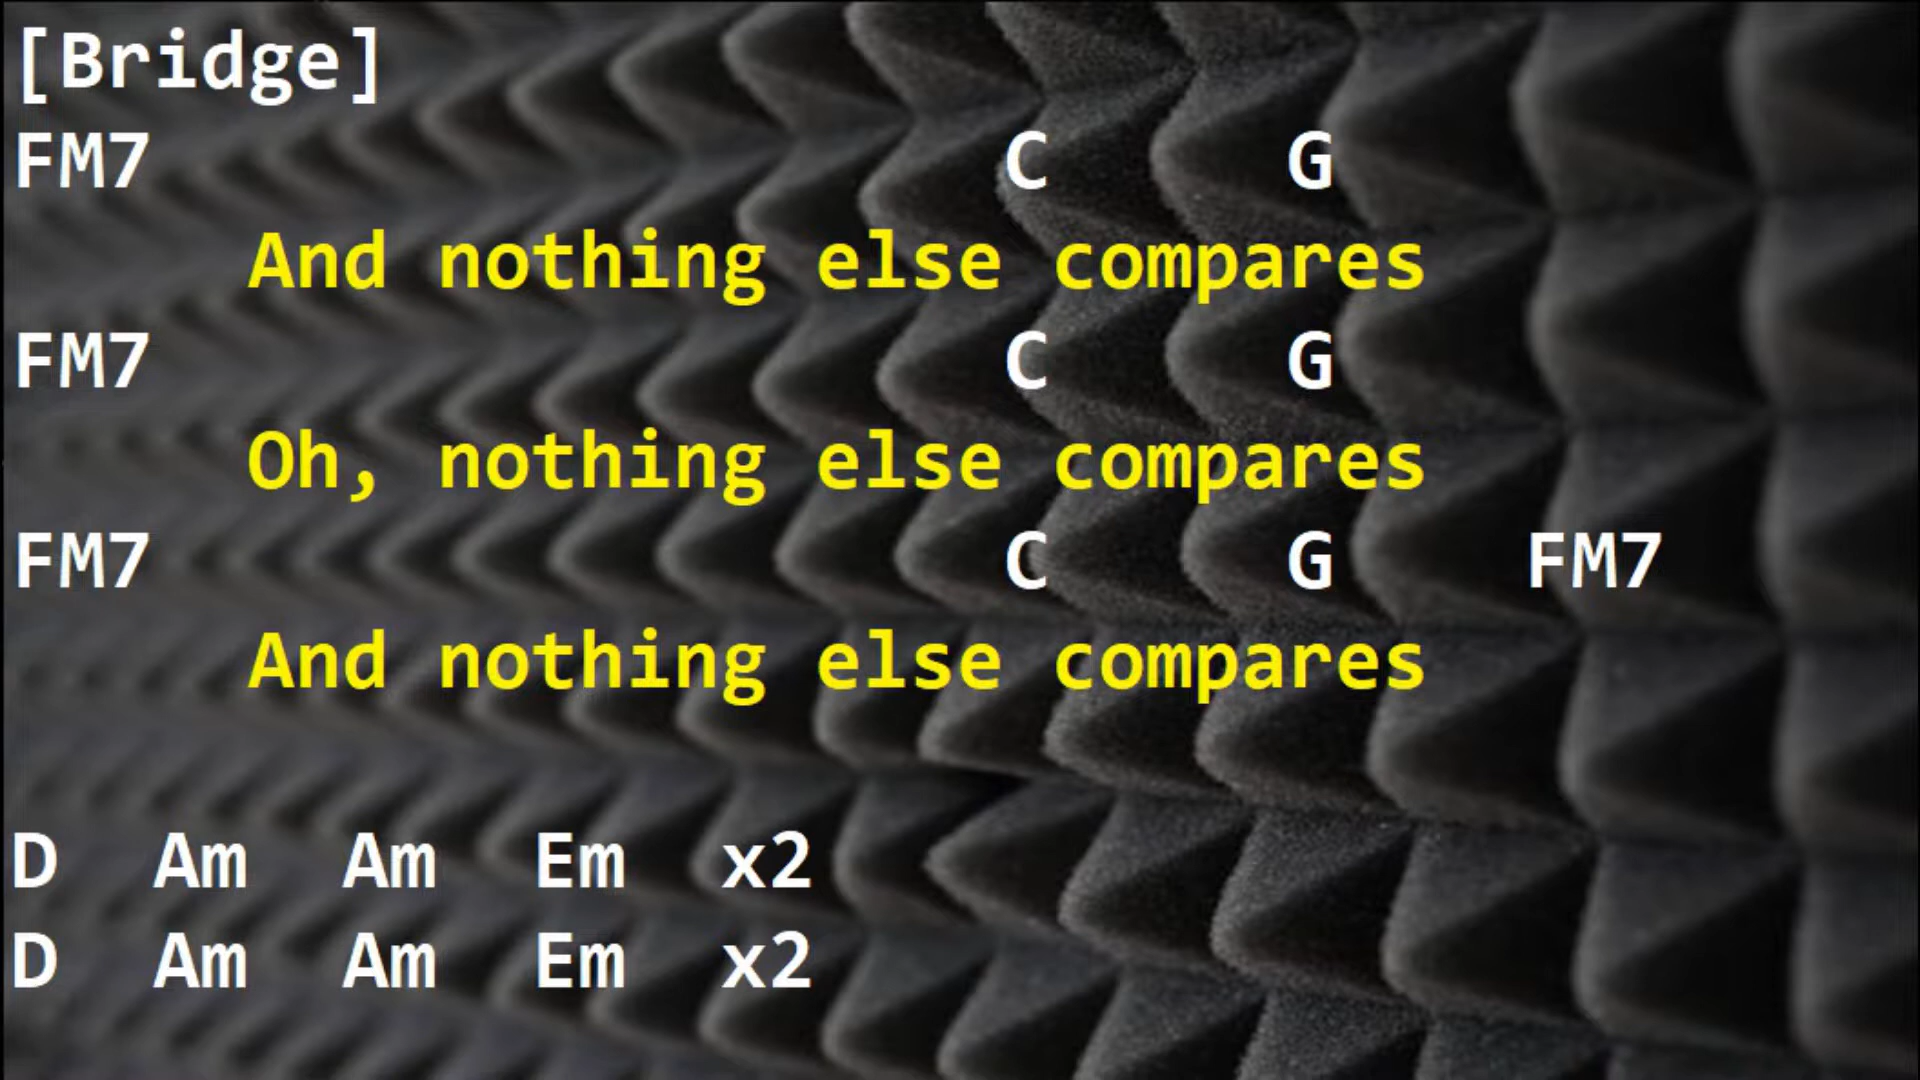 [Bridge]
FM7 C G
And nothing else compares
FM7 C G
Oh, nothing else compares
FM7 C G FM7
And nothing else compares
D Am Am Em x2
D Am Am Em x2